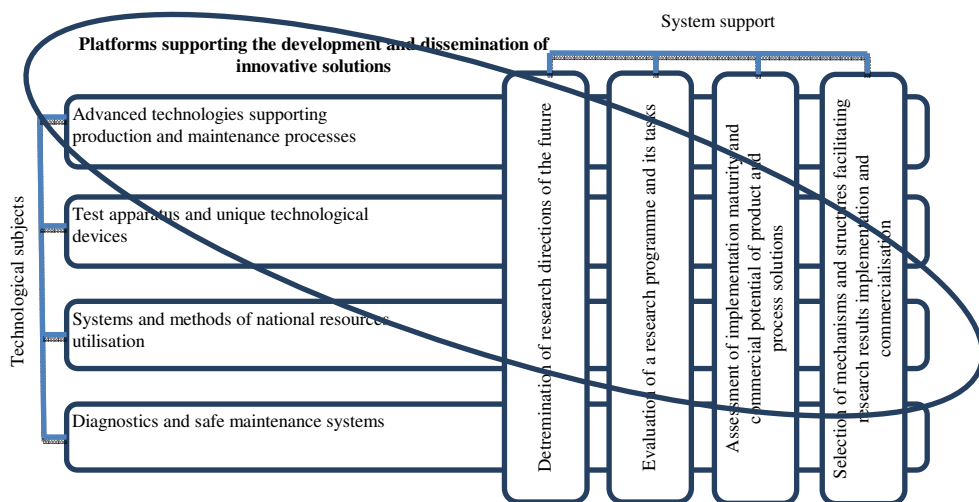 System support
Platforms supporting the development and dissemination of
innovative solutions
Technological subjects
Advanced technologies supporting
production and maintenance processes
Test apparatus and unique technological
devices
Systems and methods of national resources
utilisation
Diagnostics and safe maintenance systems
Detremination of research directions of the future
Evaluation of a research programme and its tasks
Assessment of implementation maturity and
commercial potential of product and
process solutions
Selection of mechanisms and structures facilitating
research results implementation and
commercialisation